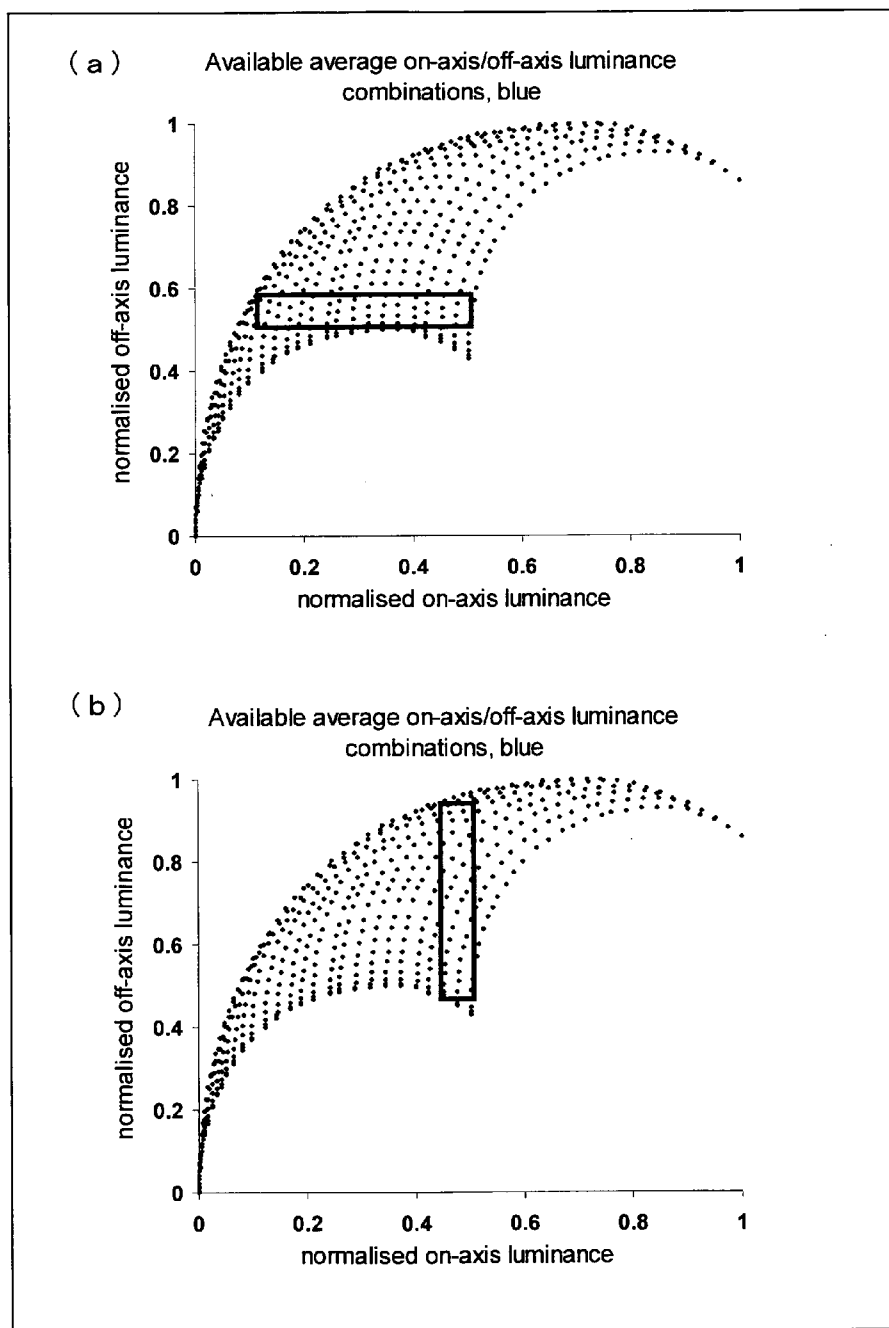 (a)
Available average on-axis/off-axis luminance
combinations, blue
normalised off-axis luminance
1
0.8
0.6
0.4
0.2
0
0 0.2 0.4 0.6 0.8 1
normalised on-axis luminance
(b)
Available average on-axis/off-axis luminance
combinations, blue
normalised off-axis luminance
1
0.8
0.6
0.4
0.2
0
0 0.2 0.4 0.6 0.8 1
normalised on-axis luminance